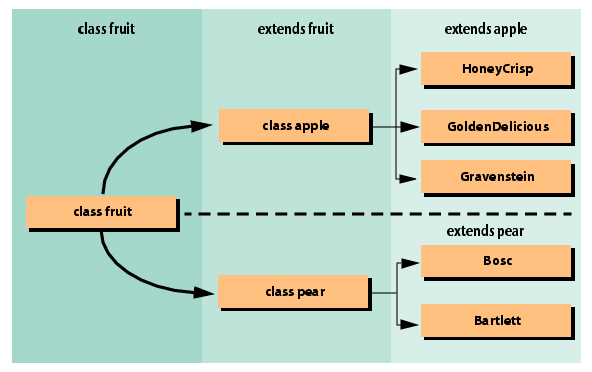 class fruit
extends fruit
extends apple
HoneyCrisp
class apple
GoldenDelicious
Gravenstein
class fruit
extends pear
Bosc
class pear
Bartlett